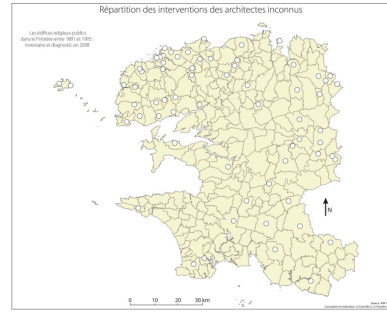 Répartition des interventions des architectes inconnus
Les édifices religieux publics
dans le Finistère entre 1801 et 1905 :
inventaire et diagnostic en 2008
N
0 10 20 30 km